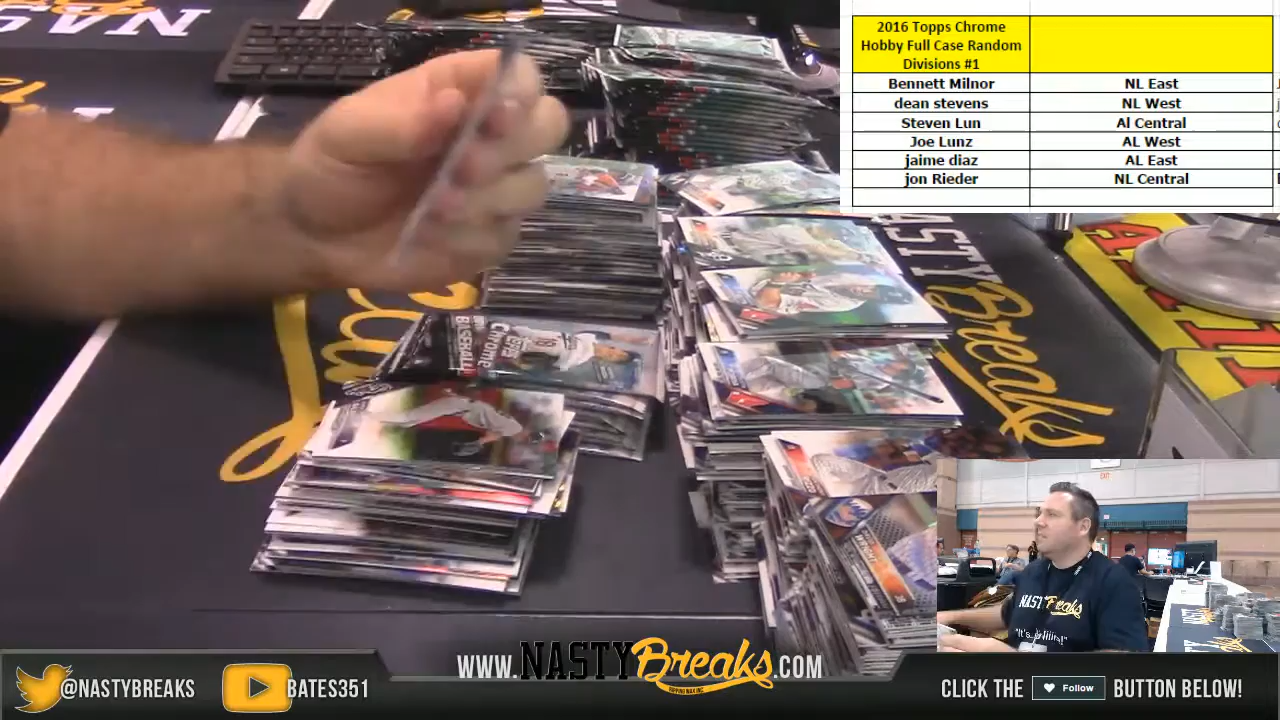 2016 Topps Chrome
Hobby Full Case Random
Divisions #1
Bennett Milnor NL East
dean stevens NL West
Steven Lun Al Central
Joe Lunz AL West
jaime diaz AL East
jon Rieder NL Central
NASTY
NASTY
Breaks
Chrome
BASEBALL
NASTY Breaks
@NASTYBREAKS
BATES351
WWW.NASTYBreaks.COM
CLICK THE Follow BUTTON BELOW!